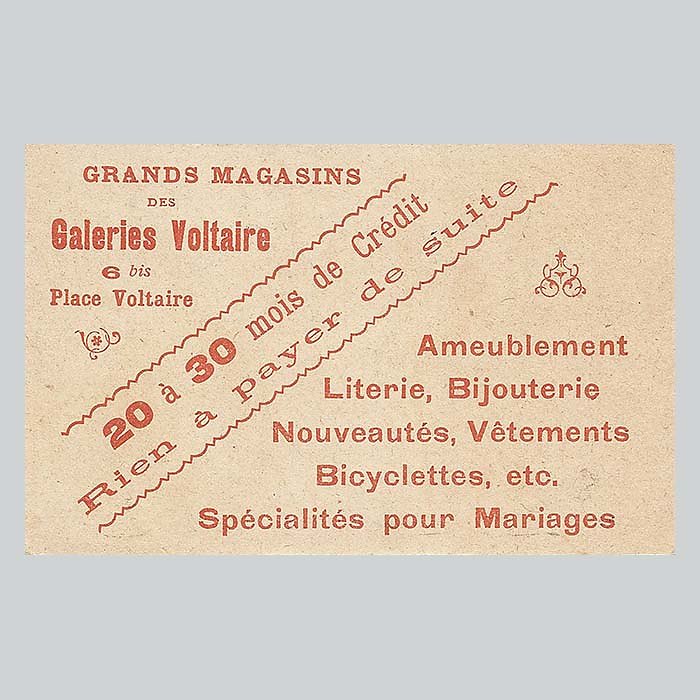 GRANDS MAGASINS
DES
Galeries Voltaire
6 bis
Place Voltaire
20 à 30 mois de Crédit
Rien à payer de suite
Ameublement
Literie, Bijouterie
Nouveautés, Vêtements
Bicyclettes, etc.
Spécialités pour Mariages